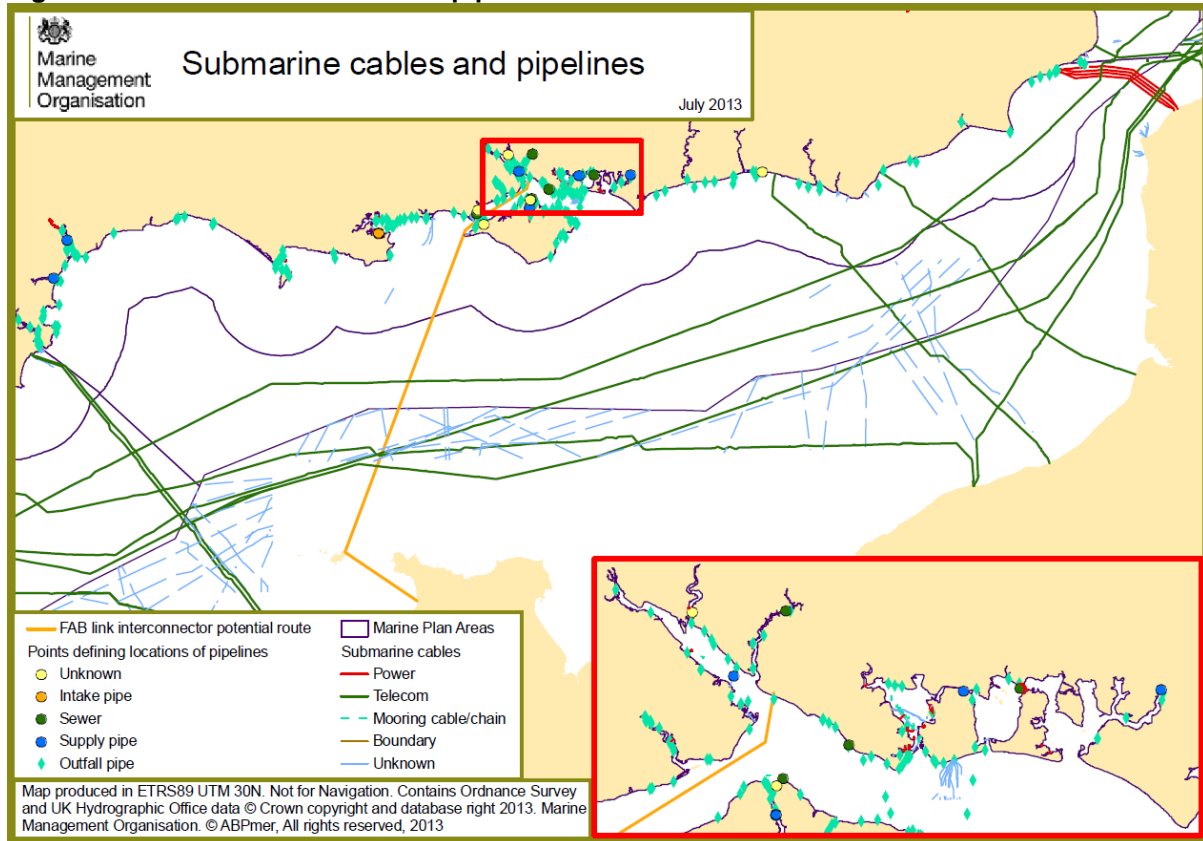 Marine
Management
Organisation
Submarine cables and pipelines
July 2013
FAB link interconnector potential route
Points defining locations of pipelines
Unknown
Intake pipe
Sewer
Supply pipe
Outfall pipe
Marine Plan Areas
Submarine cables
Power
Telecom
Mooring cable/chain
Boundary
Unknown
Map produced in ETRS89 UTM 30N. Not for Navigation. Contains Ordnance Survey
and UK Hydrographic Office data © Crown copyright and database right 2013. Marine
Management Organisation. © ABPmer, All rights reserved, 2013